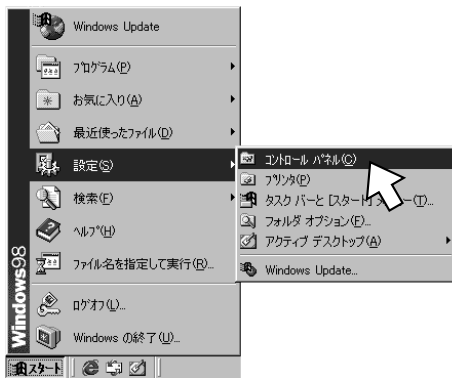 Windows Update
ﾌﾟﾛｸﾞﾗﾑ(P)
お気に入り(A)
最近使ったﾌｧｲﾙ(D)
設定(S)
検索(F)
ﾍﾙﾌﾟ(H)
ﾌｧｲﾙ名を指定して実行(R)...
ﾛｸﾞｵﾌ(L)...
Windows の終了(U)...
Windows98
スタート
ｺﾝﾄﾛｰﾙ ﾊﾟﾈﾙ(C)
ﾌﾟﾘﾝﾀ(P)
タスク バーと [スタート] (T)...
フォルダ オプション(F)...
アクティブ デスクトップ(A)
Windows Update...